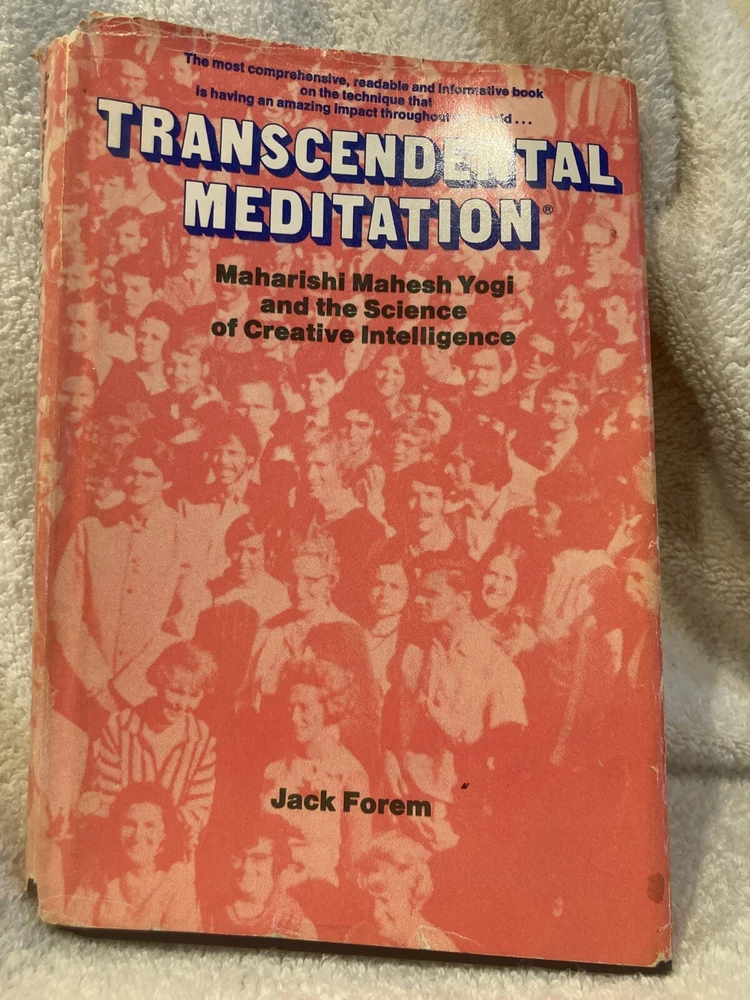 The most comprehensive, readable and informative book
on the technique that
is having an amazing impact throughout ...
TRANSCENDENTAL
MEDITATION®
Maharishi Mahesh Yogi
and the Science
of Creative Intelligence
Jack Forem